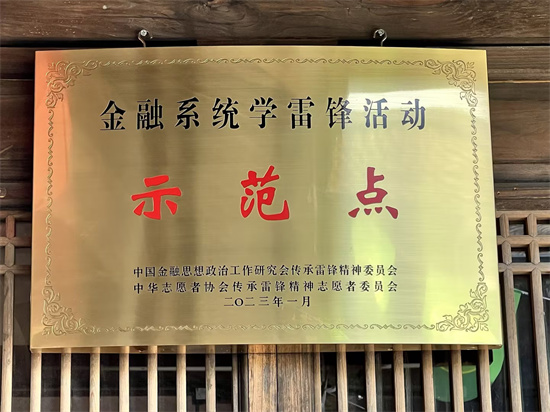 金融系统学雷锋活动
示范点
中国金融思想政治工作研究会传承雷锋精神委员会
中华志愿者协会传承雷锋精神志愿者委员会
二〇二三年一月